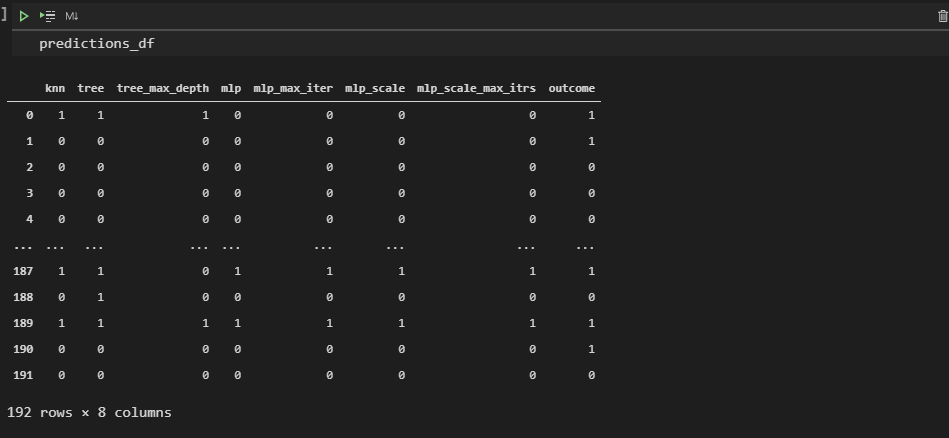 ]
M↓
predictions_df
knn tree tree_max_depth mlp mlp_max_iter mlp_scale mlp_scale_max_itrs outcome
0 1 1 1 0 0 0 0 1
1 0 0 0 0 0 0 0 1
2 0 0 0 0 0 0 0 0
3 0 0 0 0 0 0 0 0
4 0 0 0 0 0 0 0 0
... ... ... ... ... ... ... ... ...
187 1 1 0 1 1 1 1 1
188 0 1 0 0 0 0 0 0
189 1 1 1 1 1 1 1 1
190 0 0 0 0 0 0 0 1
191 0 0 0 0 0 0 0 0
192 rows × 8 columns